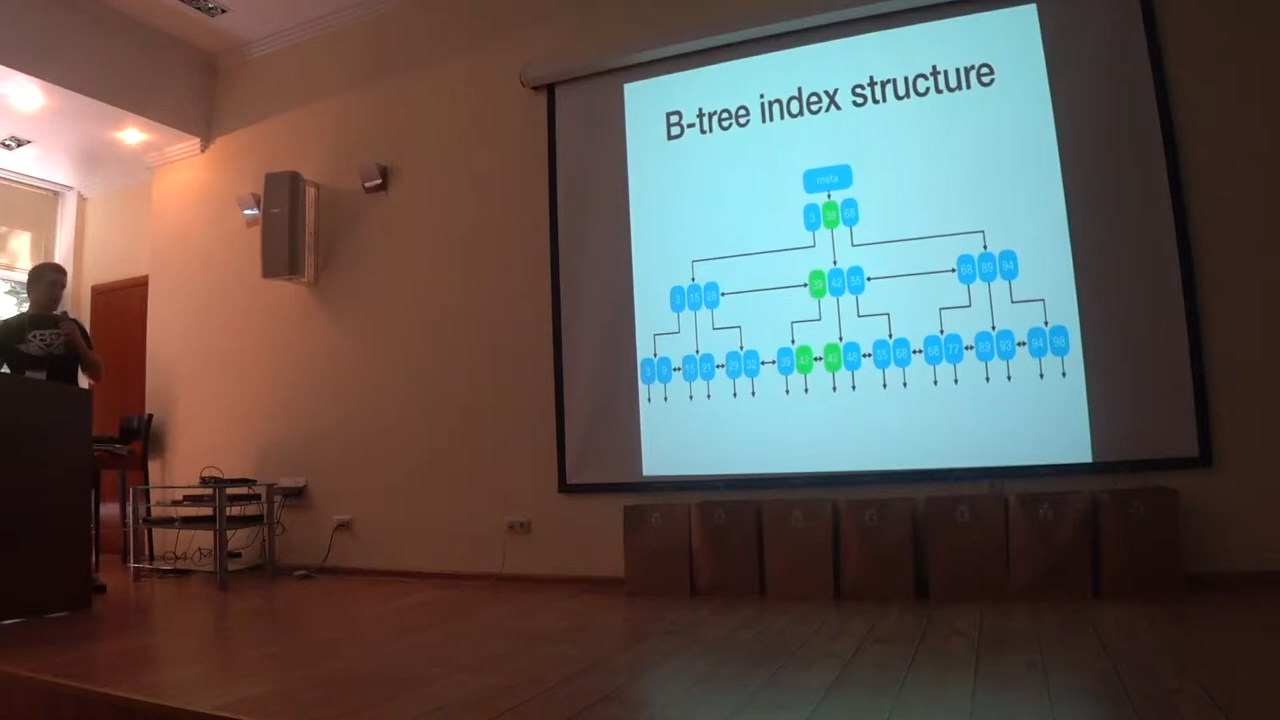 B-tree index structure
meta
3 39 68
3 15 28 39 42 55 68 89 94
3 9 15 21 29 32 39 42 42 48 55 68 68 77 89 93 94 98